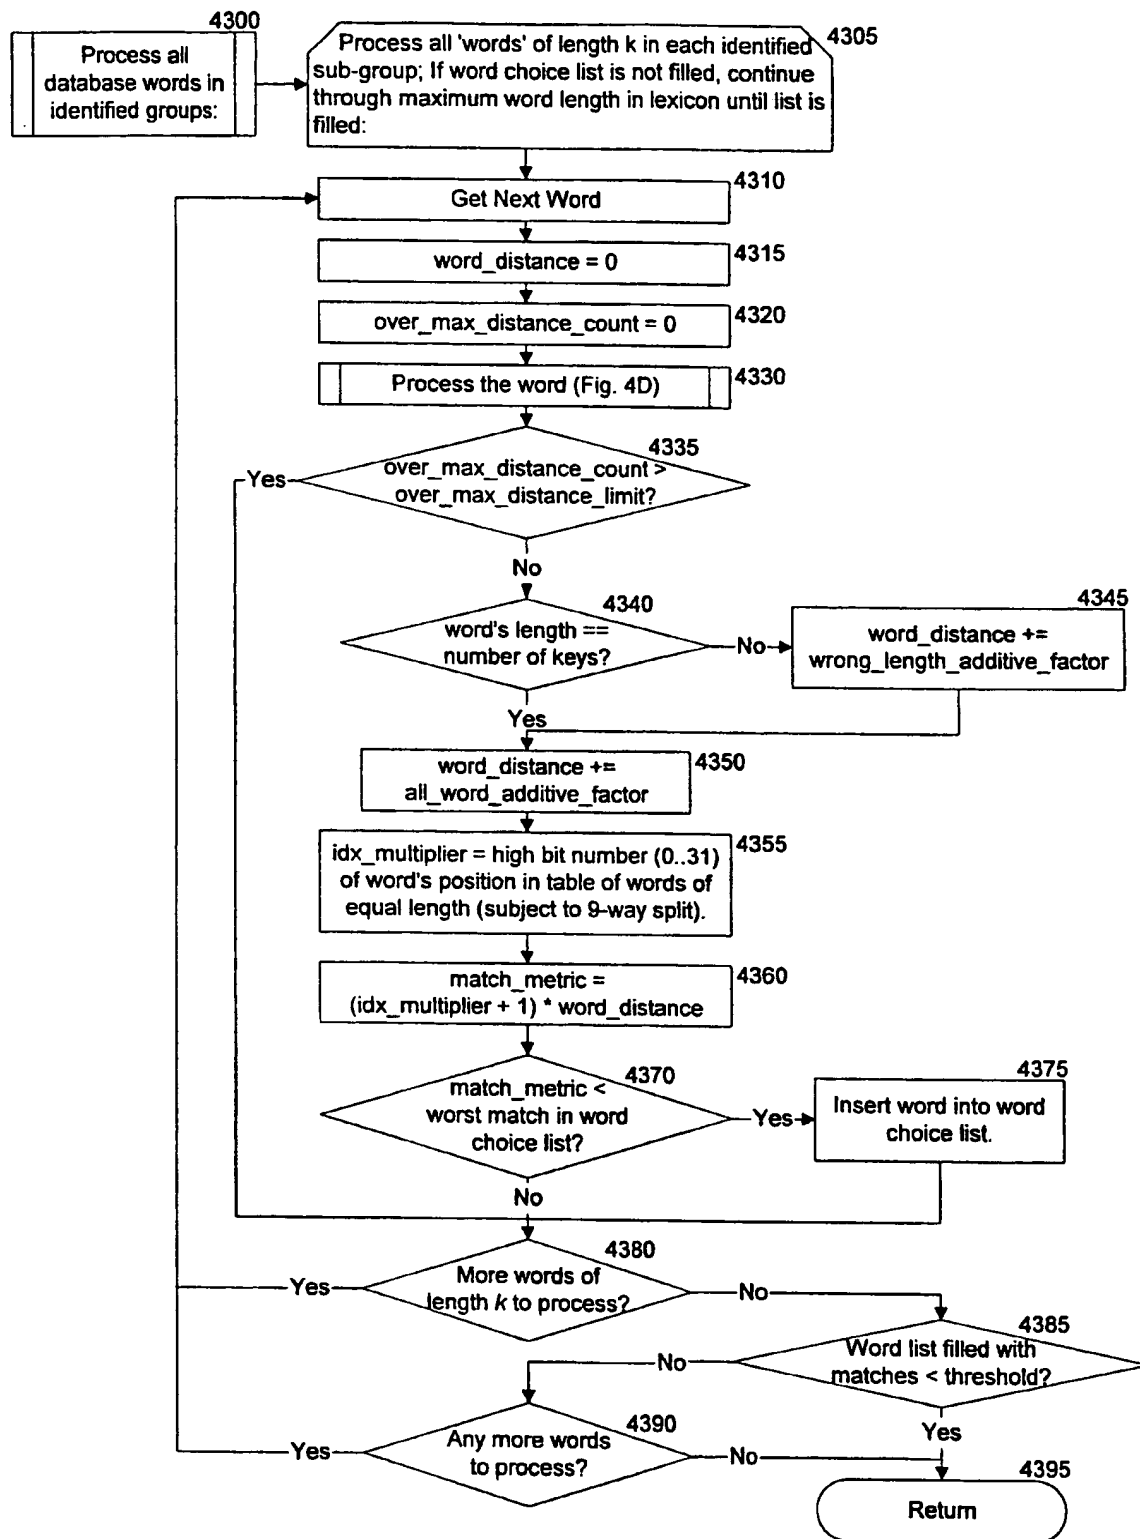 4300
Process all
database words in
identified groups:
4305
Process all 'words' of length k in each identified
sub-group; If word choice list is not filled, continue
through maximum word length in lexicon until list is
filled:
4310
Get Next Word
4315
word_distance = 0
4320
over_max_distance_count = 0
4330
Process the word (Fig. 4D)
4335
over_max_distance_count >
over_max_distance_limit?
Yes
No
4340
word's length ==
number of keys?
No
4345
word_distance +=
wrong_length_additive_factor
Yes
4350
word_distance +=
all_word_additive_factor
4355
idx_multiplier = high bit number (0..31)
of word's position in table of words of
equal length (subject to 9-way split).
4360
match_metric =
(idx_multiplier + 1) * word_distance
4370
match_metric <
worst match in word
choice list?
Yes
4375
Insert word into word
choice list.
No
4380
More words of
length k to process?
Yes
No
4385
Word list filled with
matches < threshold?
No
Yes
4390
Any more words
to process?
Yes
No
4395
Return